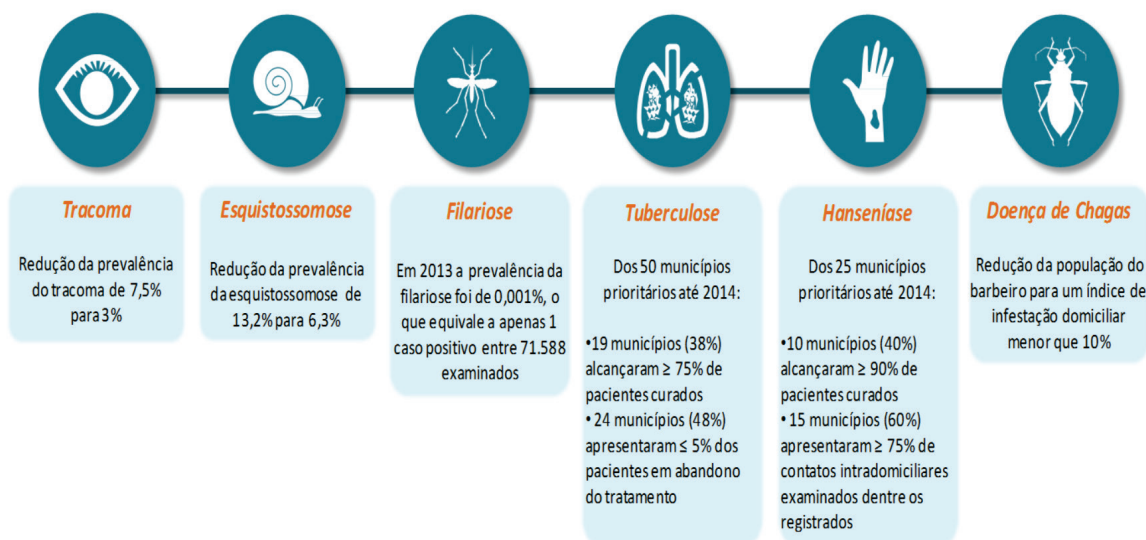 Tracoma
Redução da prevalência
do tracoma de 7,5%
para 3%
Esquistossomose
Redução da prevalência
da esquistossomose de
13,2% para 6,3%
Filariose
Em 2013 a prevalência da
filariose foi de 0,001%, o
que equivale a apenas 1
caso positivo entre 71.588
examinados
Tuberculose
Dos 50 municípios
prioritários até 2014:
•19 municípios (38%)
alcançaram ≥ 75% de
pacientes curados
• 24 municípios (48%)
apresentaram ≤ 5% dos
pacientes em abandono
do tratamento
Hanseníase
Dos 25 municípios
prioritários até 2014:
•10 municípios (40%)
alcançaram ≥ 90% de
pacientes curados
• 15 municípios (60%)
apresentaram ≥ 75% de
contatos intradomiciliares
examinados dentre os
registrados
Doença de Chagas
Redução da população do
barbeiro para um índice de
infestação domiciliar
menor que 10%